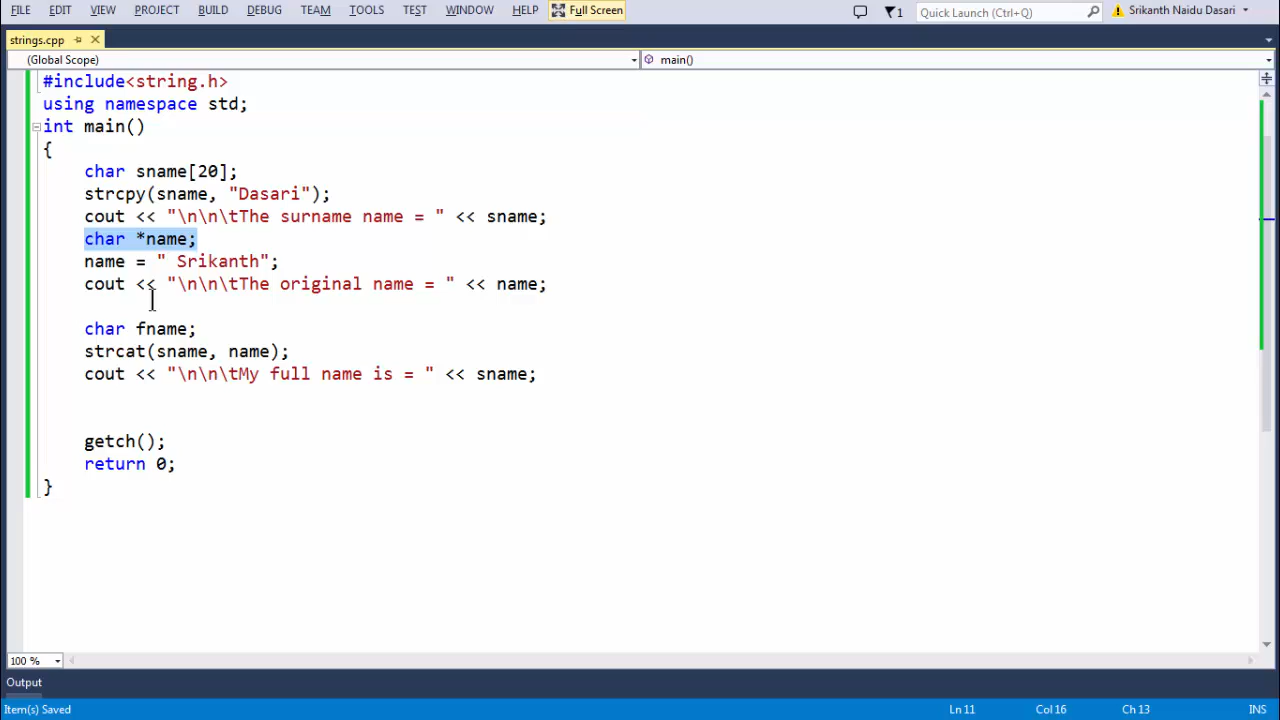 FILE EDIT VIEW PROJECT BUILD DEBUG TEAM TOOLS TEST WINDOW HELP Full Screen 1 Quick Launch (Ctrl+Q) Srikanth Naidu Dasari
strings.cpp
(Global Scope) main()
#include<string.h>
using namespace std;
int main()
{
char sname[20];
strcpy(sname, "Dasari");
cout << "\n\n\tThe surname name = " << sname;
char *name;
name = " Srikanth";
cout << "\n\n\tThe original name = " << name;
char fname;
strcat(sname, name);
cout << "\n\n\tMy full name is = " << sname;
getch();
return 0;
}
100 %
Output
Item(s) Saved Ln 11 Col 16 Ch 13 INS